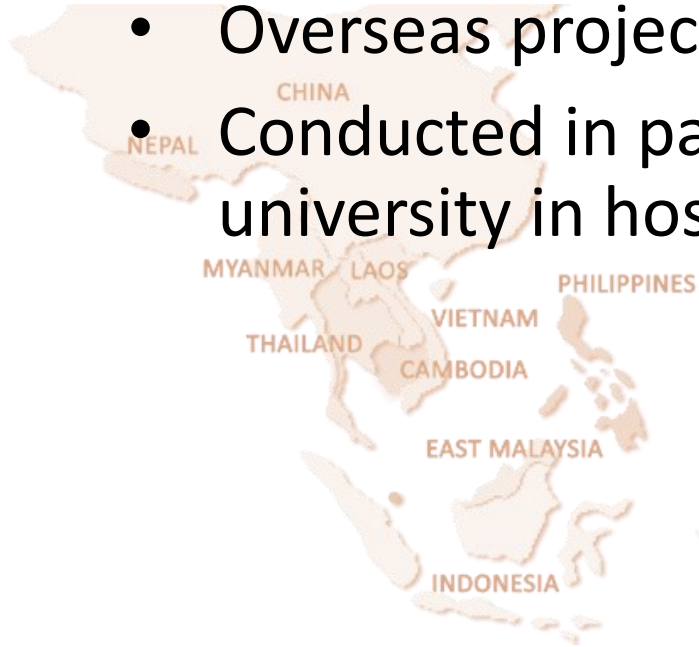 • Overseas projec
CHINA
• Conducted in pa
NEPAL
university in hos
MYANMAR
LAOS
PHILIPPINES
VIETNAM
THAILAND
CAMBODIA
EAST MALAYSIA
INDONESIA